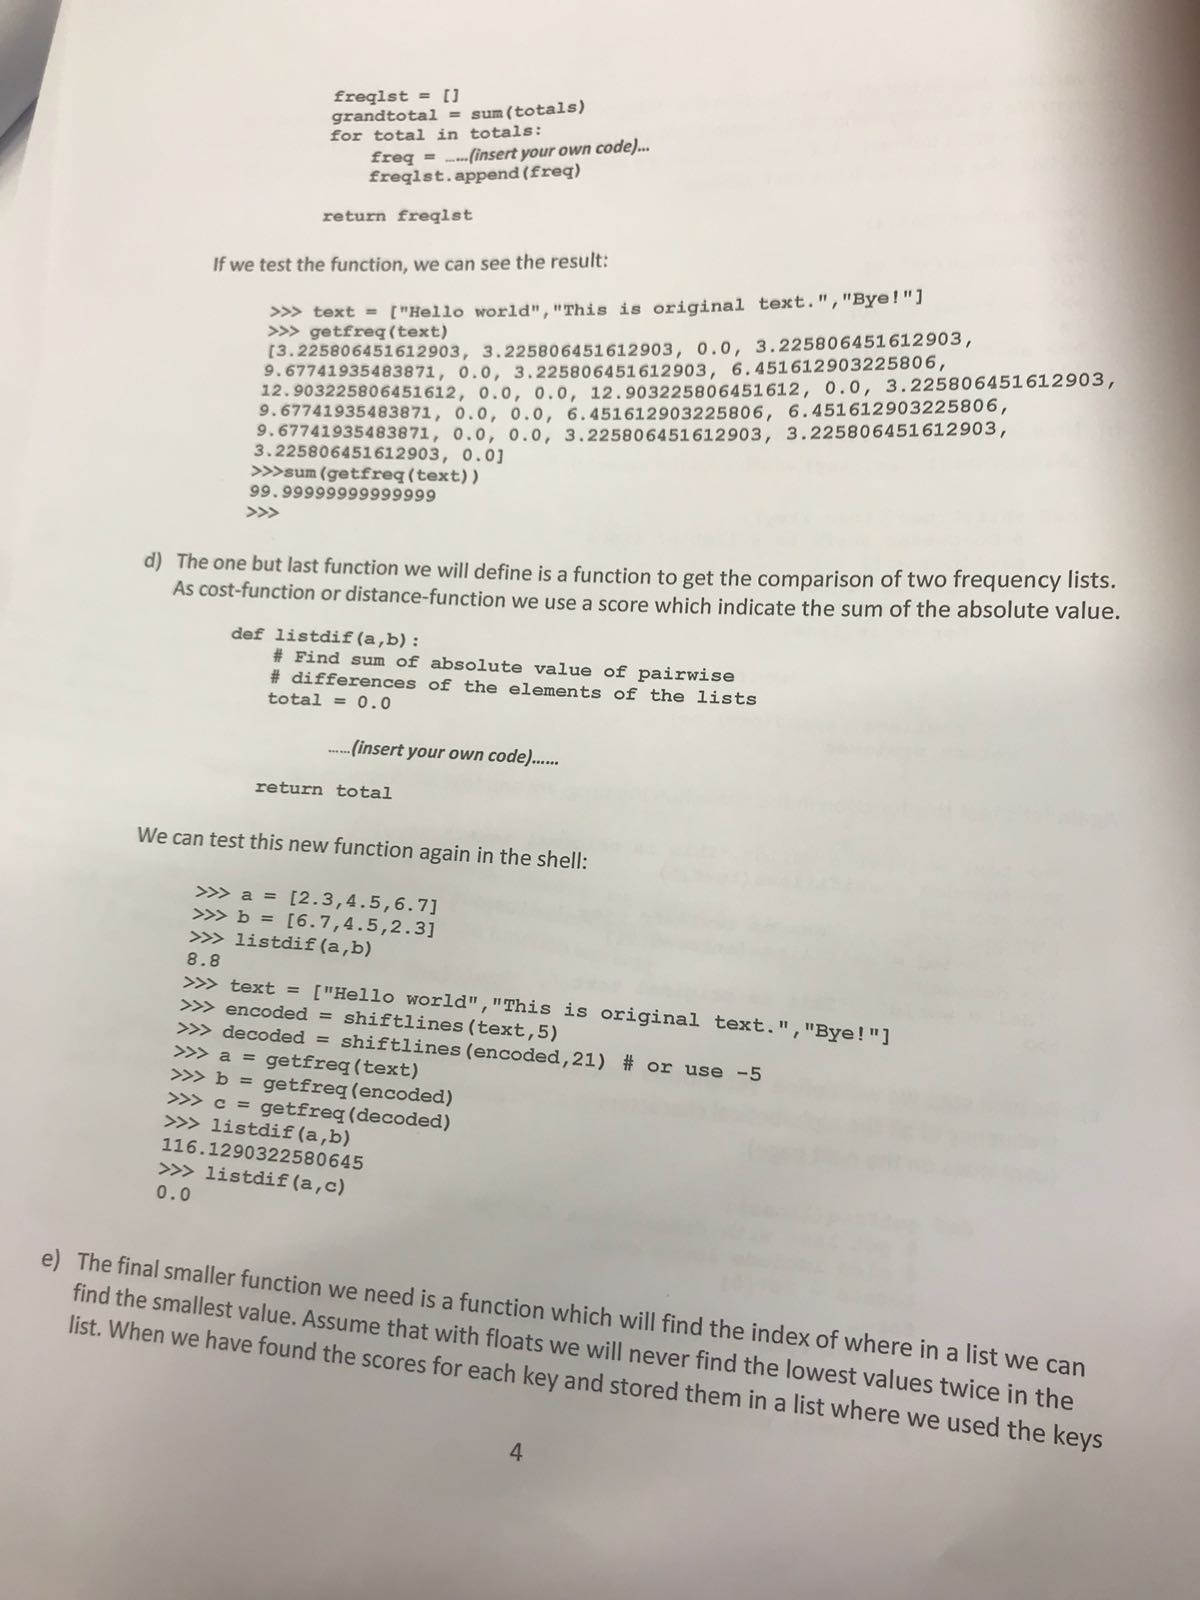 freqlst = []
grandtotal = sum(totals)
for total in totals:
freq = ......(insert your own code)...
freqlst.append(freq)
return freqlst
If we test the function, we can see the result:
>>> text = ["Hello world","This is original text.","Bye!"]
>>> getfreq(text)
[3.225806451612903, 3.225806451612903, 0.0, 3.225806451612903,
9.67741935483871, 0.0, 3.225806451612903, 6.451612903225806,
12.903225806451612, 0.0, 0.0, 12.903225806451612, 0.0, 3.225806451612903,
9.67741935483871, 0.0, 0.0, 6.451612903225806, 6.451612903225806,
9.67741935483871, 0.0, 0.0, 3.225806451612903, 3.225806451612903,
3.225806451612903, 0.0]
>>>sum(getfreq(text))
99.99999999999999
>>>
d) The one but last function we will define is a function to get the comparison of two frequency lists.
As cost-function or distance-function we use a score which indicate the sum of the absolute value.
def listdif(a,b):
# Find sum of absolute value of pairwise
# differences of the elements of the lists
total = 0.0
......(insert your own code)......
return total
We can test this new function again in the shell:
>>> a = [2.3,4.5,6.7]
>>> b = [6.7,4.5,2.3]
>>> listdif(a,b)
8.8
>>> text = ["Hello world","This is original text.","Bye!"]
>>> encoded = shiftlines(text,5)
>>> decoded = shiftlines(encoded,21) # or use -5
>>> a = getfreq(text)
>>> b = getfreq(encoded)
>>> c = getfreq(decoded)
>>> listdif(a,b)
116.1290322580645
>>> listdif(a,c)
0.0
e) The final smaller function we need is a function which will find the index of where in a list we can
find the smallest value. Assume that with floats we will never find the lowest values twice in the
list. When we have found the scores for each key and stored them in a list where we used the keys
4